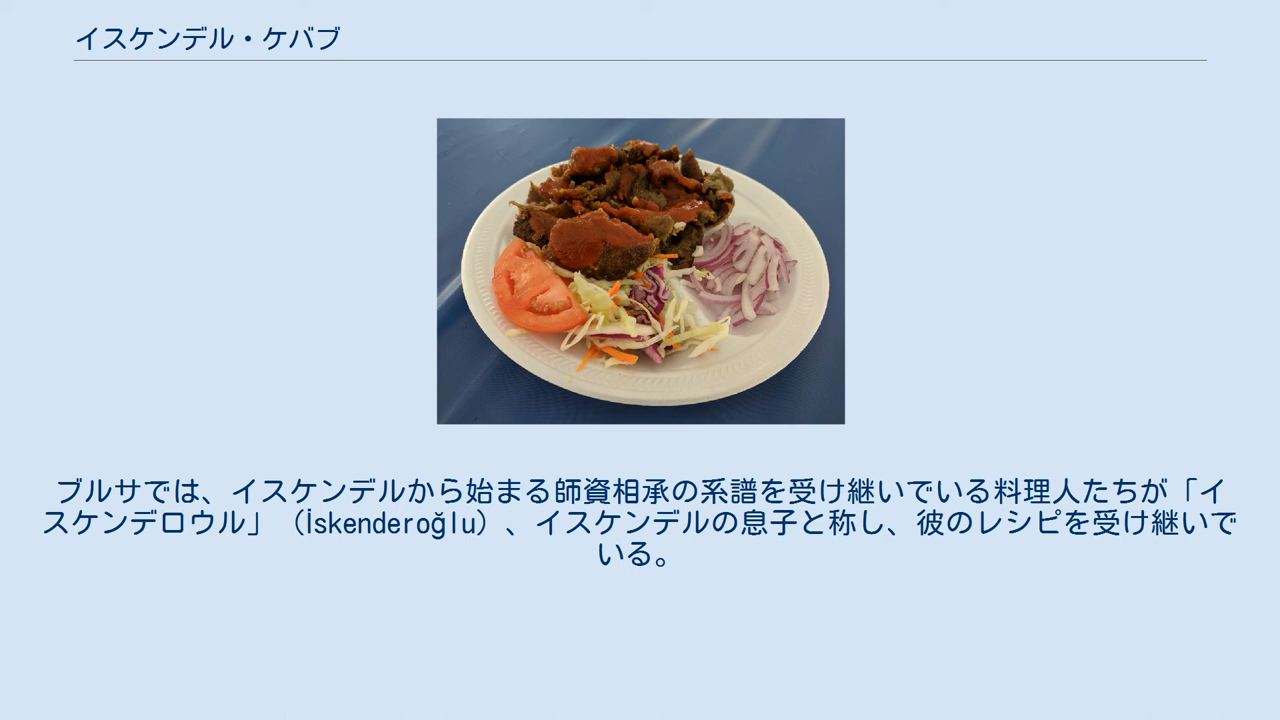 イスケンデル・ケバブ
ブルサでは、イスケンデルから始まる師資相承の系譜を受け継いでいる料理人たちが「イ
スケンデロウル」（İskenderoğlu）、イスケンデルの息子と称し、彼のレシピを受け継いで
いる。